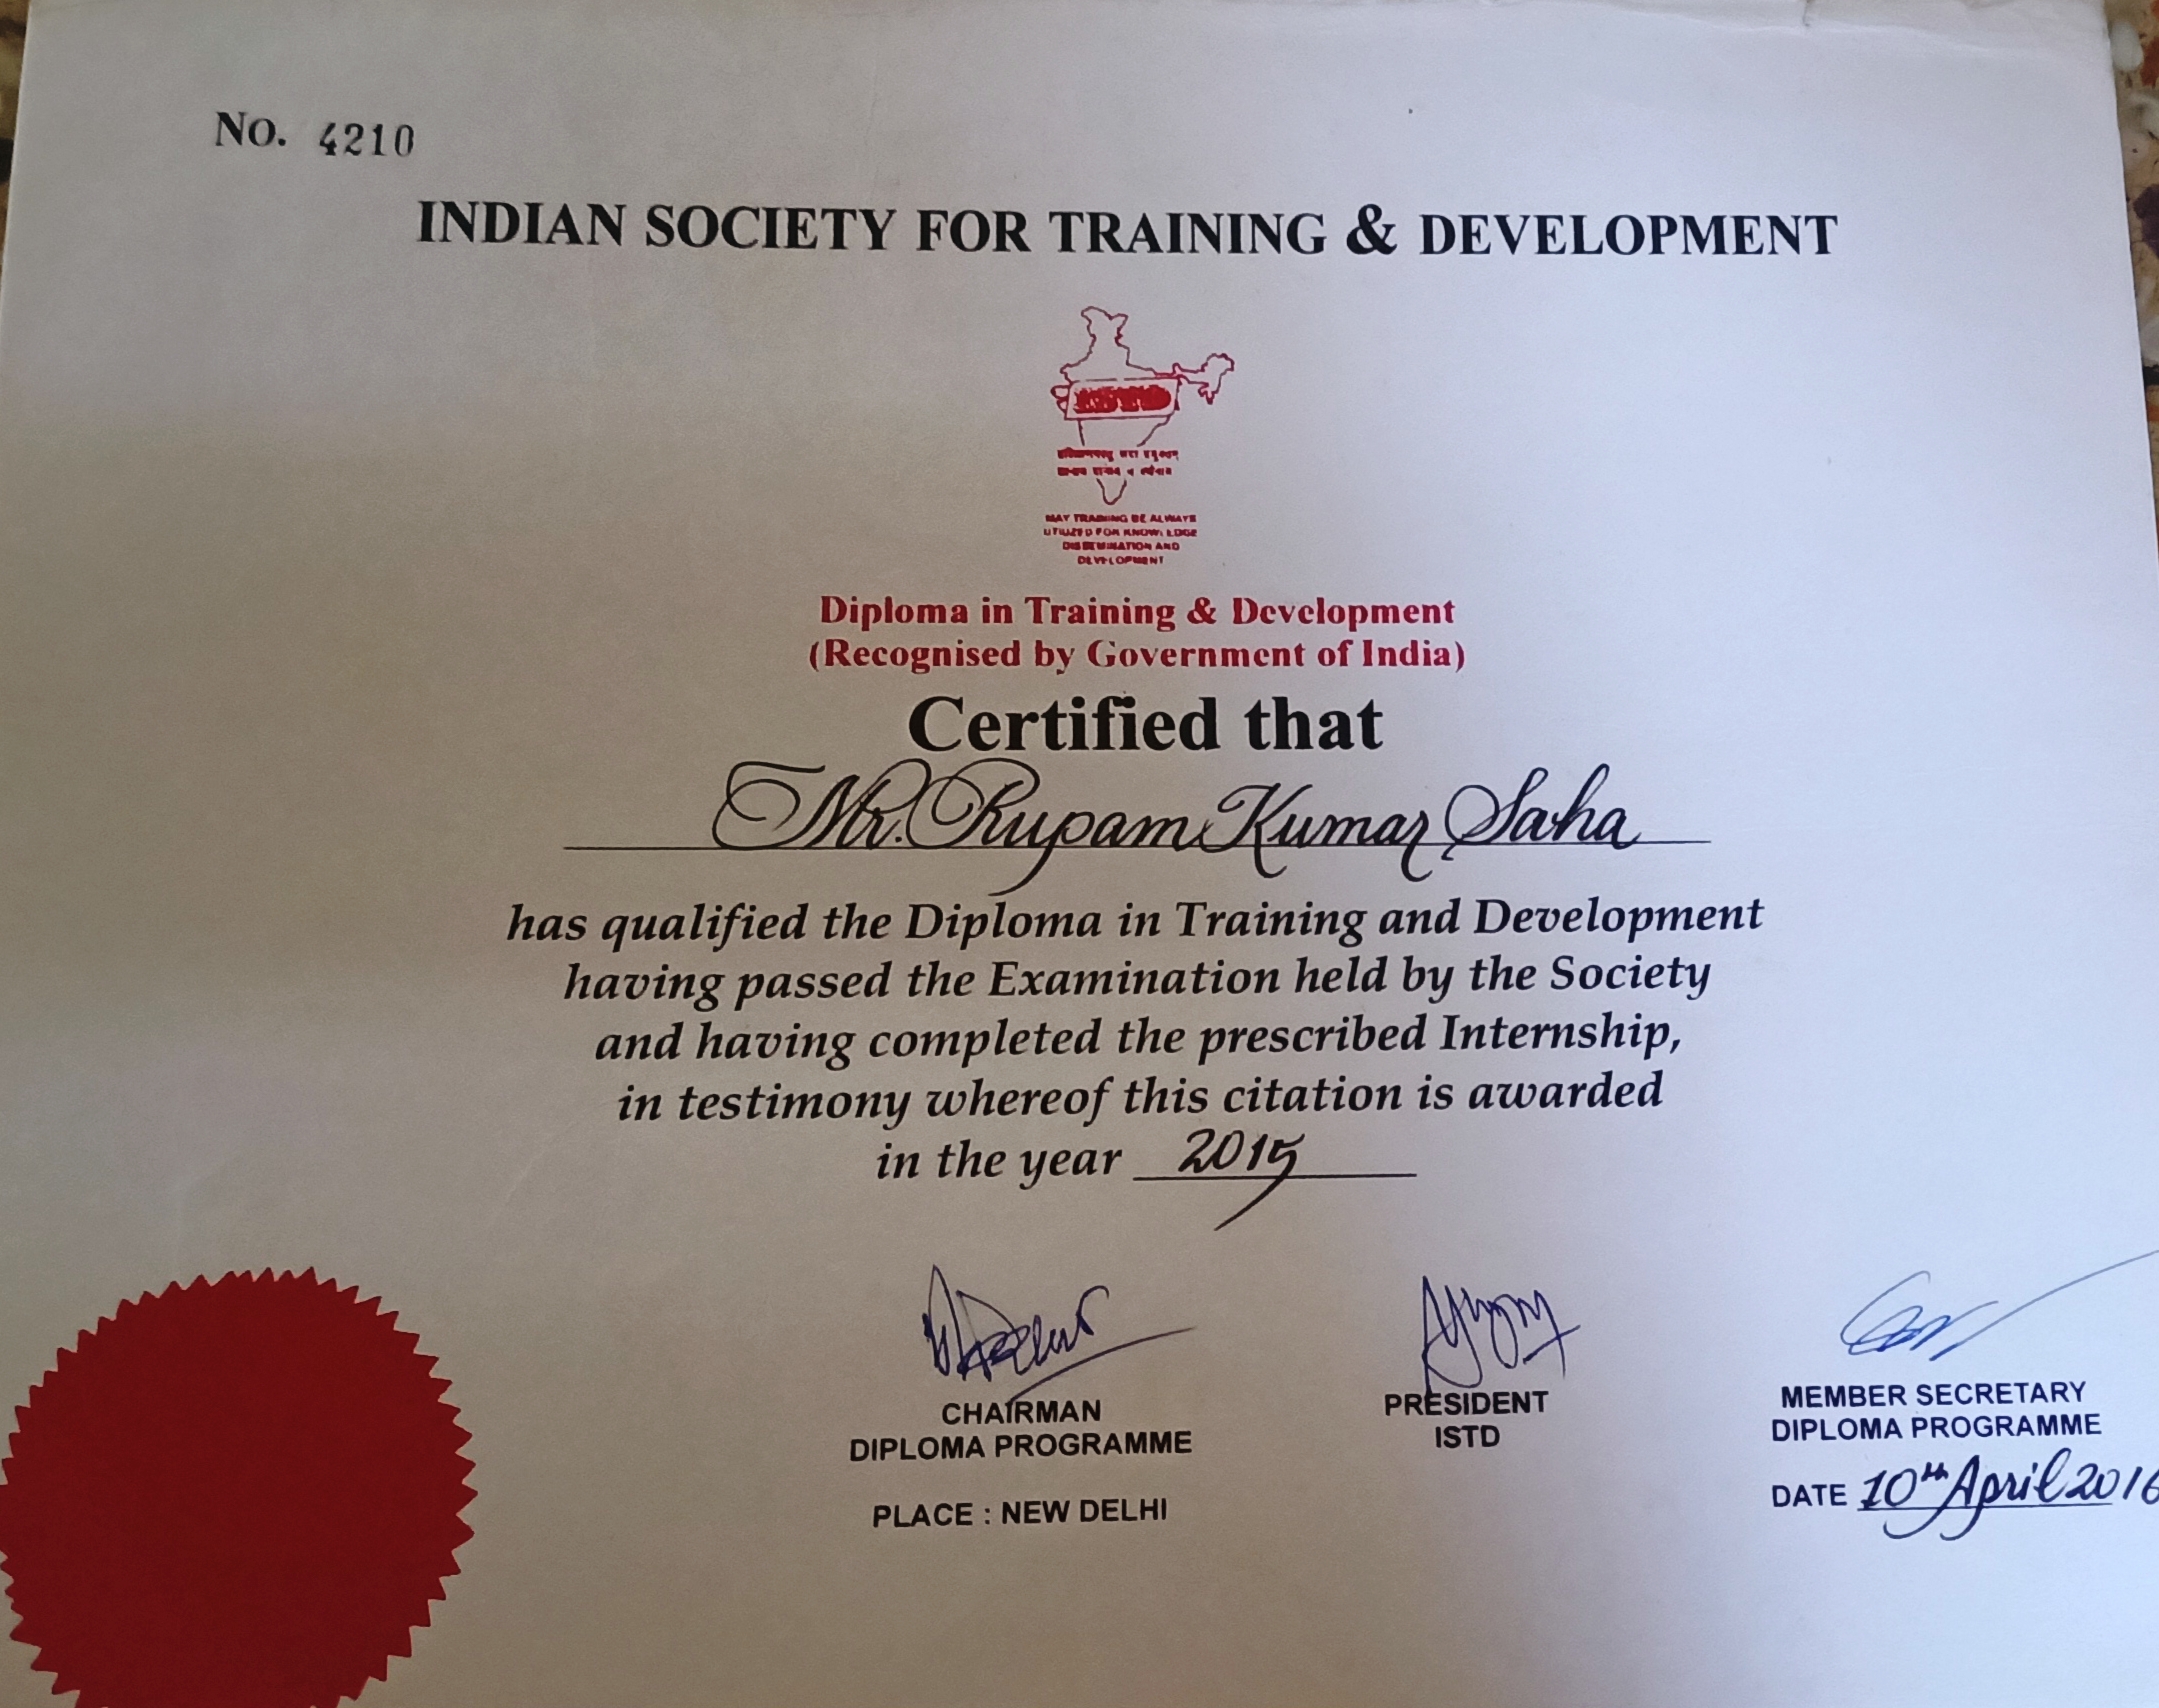 No. 4210
INDIAN SOCIETY FOR TRAINING & DEVELOPMENT
ISTD
MAY TRAINING BE ALWAYS
UTILIZED FOR KNOWLEDGE
DISSEMINATION AND
DEVELOPMENT
Diploma in Training & Development
(Recognised by Government of India)
Certified that
Mr. Rupam Kumar Saha
has qualified the Diploma in Training and Development
having passed the Examination held by the Society
and having completed the prescribed Internship,
in testimony whereof this citation is awarded
in the year 2015
CHAIRMAN
DIPLOMA PROGRAMME
PLACE : NEW DELHI
PRESIDENT
ISTD
MEMBER SECRETARY
DIPLOMA PROGRAMME
DATE 10th April 2016